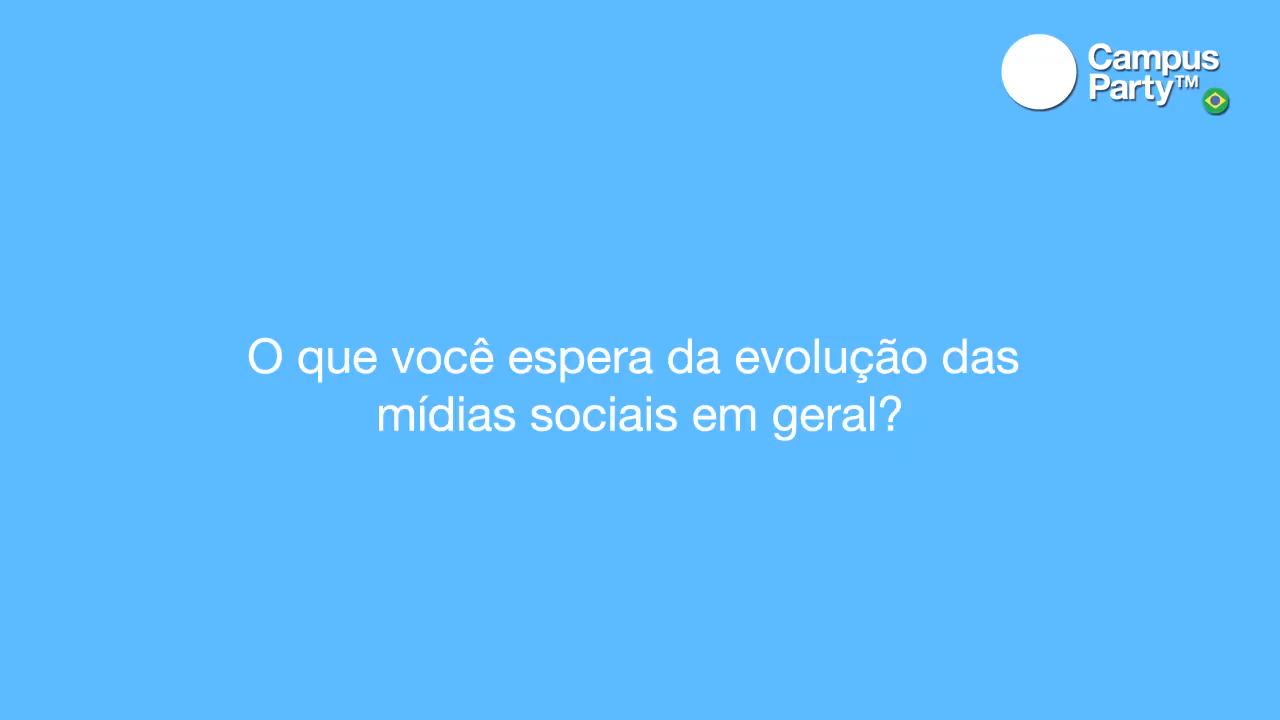 Campus
Party™
O que você espera da evolução das
mídias sociais em geral?